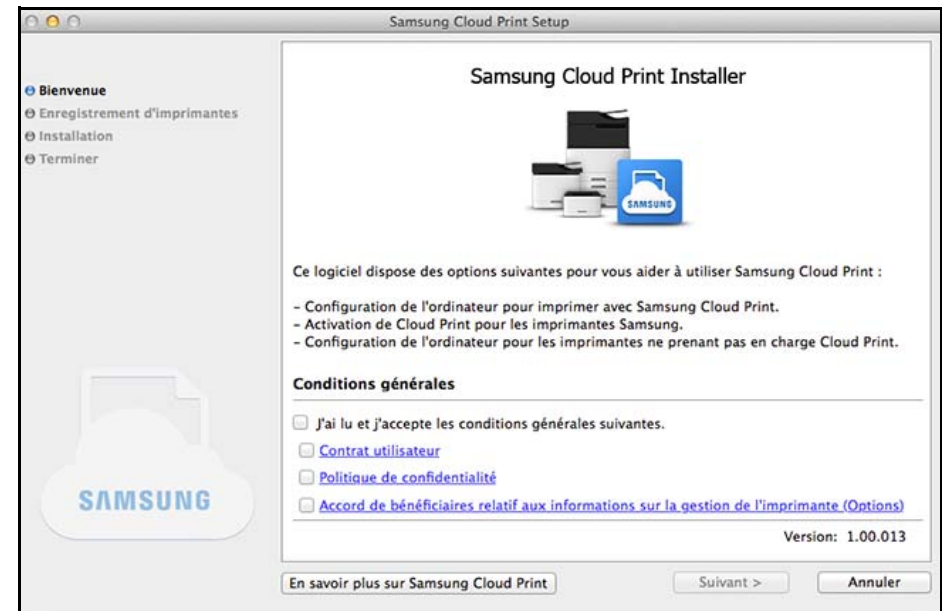 Samsung Cloud Print Setup
Bienvenue
Enregistrement d'imprimantes
Installation
Terminer
SAMSUNG
Samsung Cloud Print Installer
SAMSUNG
Ce logiciel dispose des options suivantes pour vous aider à utiliser Samsung Cloud Print :
– Configuration de l'ordinateur pour imprimer avec Samsung Cloud Print.
– Activation de Cloud Print pour les imprimantes Samsung.
– Configuration de l'ordinateur pour les imprimantes ne prenant pas en charge Cloud Print.
Conditions générales
J'ai lu et j'accepte les conditions générales suivantes.
Contrat utilisateur
Politique de confidentialité
Accord de bénéficiaires relatif aux informations sur la gestion de l'imprimante (Options)
Version: 1.00.013
En savoir plus sur Samsung Cloud Print
Suivant >
Annuler